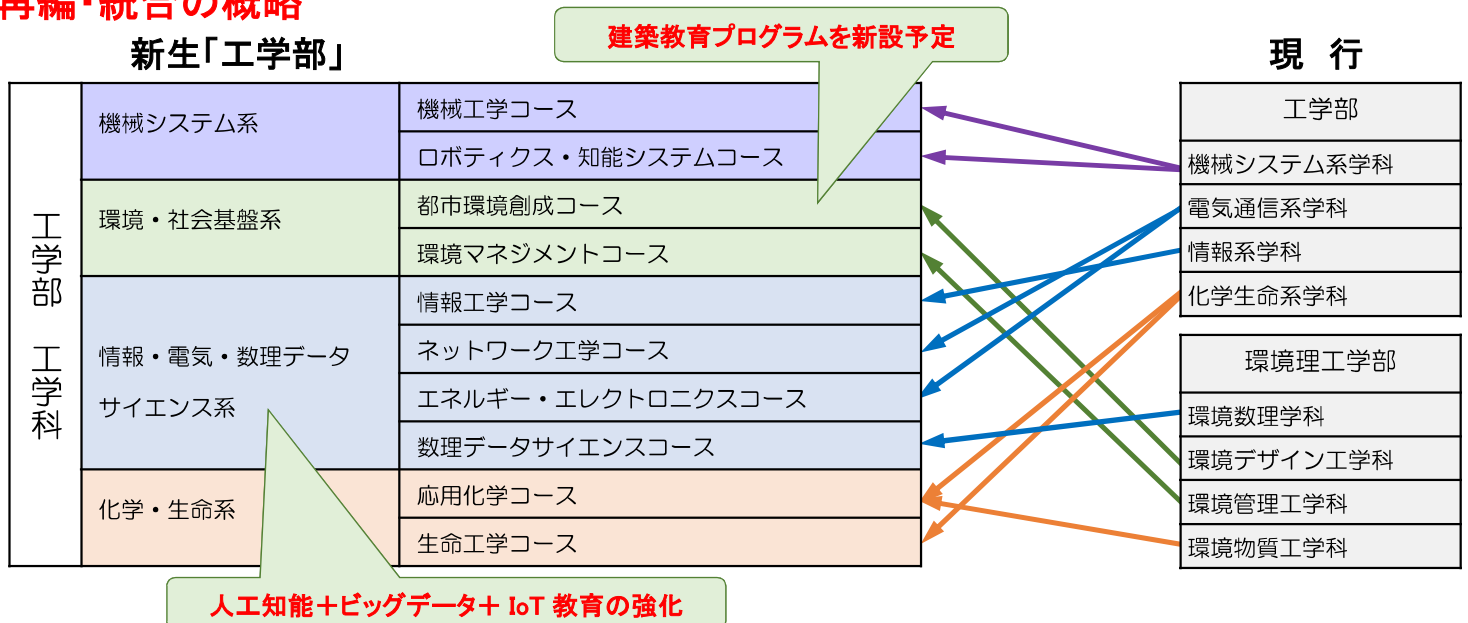 再編・統合の概略
新生「工学部」
建築教育プログラムを新設予定
現 行
工学部 工学科
機械システム系
機械工学コース
ロボティクス・知能システムコース
環境・社会基盤系
都市環境創成コース
環境マネジメントコース
情報・電気・数理データ
サイエンス系
情報工学コース
ネットワーク工学コース
エネルギー・エレクトロニクスコース
数理データサイエンスコース
化学・生命系
応用化学コース
生命工学コース
人工知能＋ビッグデータ＋ IoT 教育の強化
工学部
機械システム系学科
電気通信系学科
情報系学科
化学生命系学科
環境理工学部
環境数理学科
環境デザイン工学科
環境管理工学科
環境物質工学科